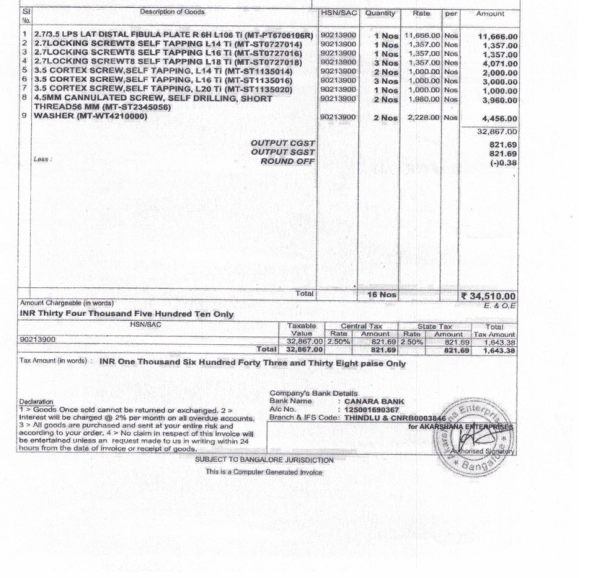 Sl No. Description of Goods HSN/SAC Quantity Rate per Amount
1 2.7/3.5 LPS LAT DISTAL FIBULA PLATE R 6H L106 Ti (MT-PT6706106R) 90213900 1 Nos 11,666.00 Nos 11,666.00
2 2.7LOCKING SCREWT8 SELF TAPPING L14 Ti (MT-ST0727014) 90213900 1 Nos 1,357.00 Nos 1,357.00
3 2.7LOCKING SCREWT8 SELF TAPPING L16 Ti (MT-ST0727016) 90213900 1 Nos 1,357.00 Nos 1,357.00
4 2.7LOCKING SCREWT8 SELF TAPPING L18 Ti (MT-ST0727018) 90213900 3 Nos 1,357.00 Nos 4,071.00
5 3.5 CORTEX SCREW,SELF TAPPING, L14 Ti (MT-ST1135014) 90213900 2 Nos 1,000.00 Nos 2,000.00
6 3.5 CORTEX SCREW,SELF TAPPING, L16 Ti (MT-ST1135016) 90213900 3 Nos 1,000.00 Nos 3,000.00
7 3.5 CORTEX SCREW,SELF TAPPING, L20 Ti (MT-ST1135020) 90213900 1 Nos 1,000.00 Nos 1,000.00
8 4.5MM CANNULATED SCREW, SELF DRILLING, SHORT 90213900 2 Nos 1,980.00 Nos 3,960.00
THREAD56 MM (MT-ST2345056)
9 WASHER (MT-WT4210000) 90213900 2 Nos 2,228.00 Nos 4,456.00
32,867.00
OUTPUT CGST 821.69
OUTPUT SGST 821.69
Less : ROUND OFF (-)0.38
Total 16 Nos ₹ 34,510.00
Amount Chargeable (in words) E. & O.E
INR Thirty Four Thousand Five Hundred Ten Only
HSN/SAC Taxable Value Central Tax Rate Amount State Tax Rate Amount Total Tax Amount
90213900 32,867.00 2.50% 821.69 2.50% 821.69 1,643.38
Total 32,867.00 821.69 821.69 1,643.38
Tax Amount (in words) : INR One Thousand Six Hundred Forty Three and Thirty Eight paise Only
Company's Bank Details
Bank Name : CANARA BANK
A/c No. : 125001690367
Branch & IFS Code: THINDLU & CNRB0003846
Declaration
1 > Goods Once sold cannot be returned or exchanged. 2 >
Interest will be charged @ 2% per month on all overdue accounts.
3 > All goods are purchased and sent at your entire risk and
according to your order. 4 > No claim in respect of this Invoice will
be entertained unless an request made to us in writing within 24
hours from the date of invoice or receipt of goods.
for AKARSHANA ENTERPRISES
Authorised Signatory
SUBJECT TO BANGALORE JURISDICTION
This is a Computer Generated Invoice